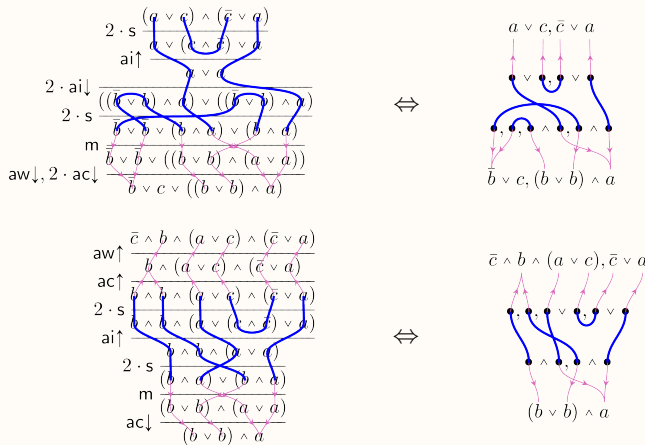 (a ∨ c) ∧ (c̄ ∨ a)
2 · s
a ∨ (c ∧ c̄) ∨ a
ai↑
a ∨ a
2 · ai↓
((b̄ ∨ b) ∧ a) ∨ ((b̄ ∨ b) ∧ a)
2 · s
m
b̄ ∨ b̄ ∨ ((b ∨ b) ∧ (a ∨ a))
aw↓, 2 · ac↓
b̄ ∨ c ∨ ((b ∨ b) ∧ a)
⇔
a ∨ c, c̄ ∨ a
∨ , ∨
, , ∧ , ∧
b̄ ∨ c, (b ∨ b) ∧ a
c̄ ∧ b ∧ (a ∨ c) ∧ (c̄ ∨ a)
aw↑
b ∧ (a ∨ c) ∧ (c̄ ∨ a)
ac↑
b ∧ b ∧ (a ∨ c) ∧ (c̄ ∨ a)
2 · s
b ∧ b ∧ (a ∨ (c ∧ c̄) ∨ a)
ai↑
b ∧ b ∧ (a ∨ a)
2 · s
(b ∧ a) ∨ (b ∧ a)
m
(b ∨ b) ∧ (a ∨ a)
ac↓
(b ∨ b) ∧ a
⇔
c̄ ∧ b ∧ (a ∨ c), c̄ ∨ a
, , ∨ , ∨
∧ , ∧
(b ∨ b) ∧ a